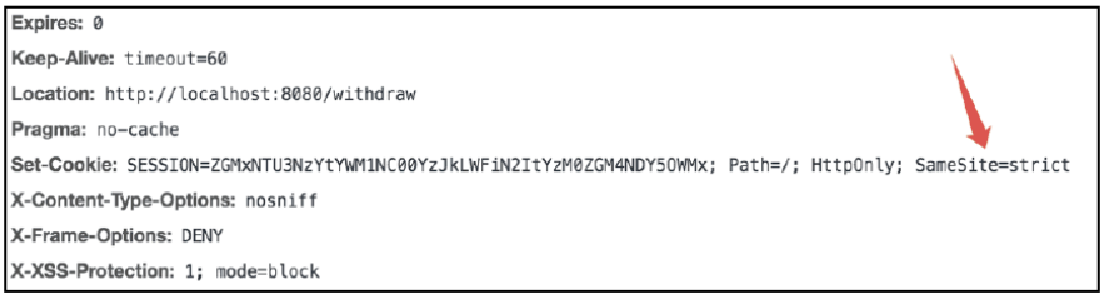 Expires: 0
Keep-Alive: timeout=60
Location: http://localhost:8080/withdraw
Pragma: no-cache
Set-Cookie: SESSION=ZGMxNTU3NzYtYWM1NC00YzJkLWFiN2ItYzM0ZGM4NDY5OWMx; Path=/; HttpOnly; SameSite=strict
X-Content-Type-Options: nosniff
X-Frame-Options: DENY
X-XSS-Protection: 1; mode=block